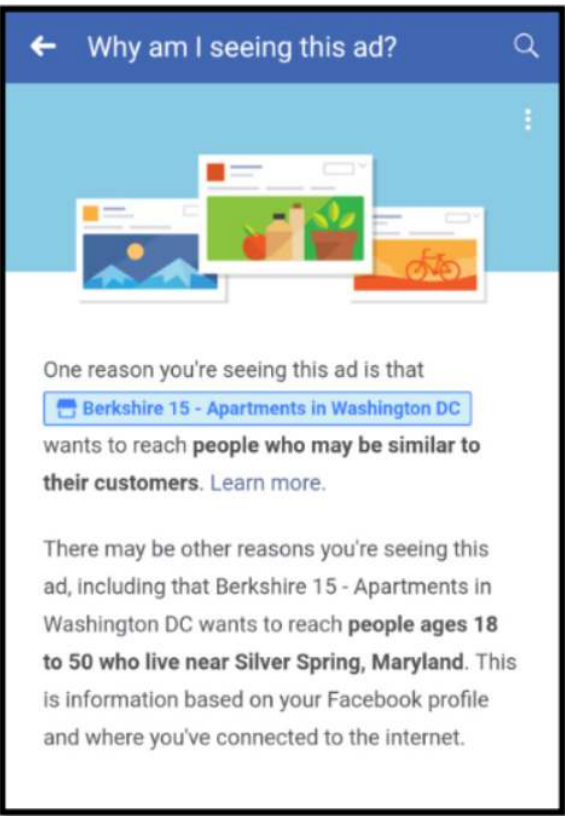 Why am I seeing this ad?
One reason you're seeing this ad is that
Berkshire 15 - Apartments in Washington DC
wants to reach people who may be similar to
their customers. Learn more.
There may be other reasons you're seeing this
ad, including that Berkshire 15 - Apartments in
Washington DC wants to reach people ages 18
to 50 who live near Silver Spring, Maryland. This
is information based on your Facebook profile
and where you've connected to the internet.